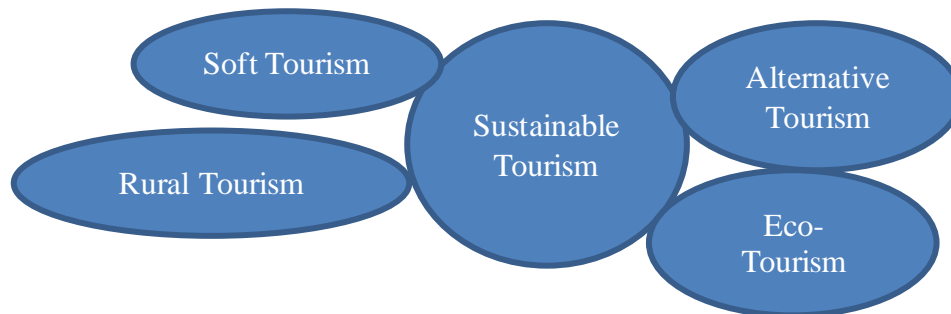 Soft Tourism
Rural Tourism
Sustainable
Tourism
Alternative
Tourism
Eco-
Tourism